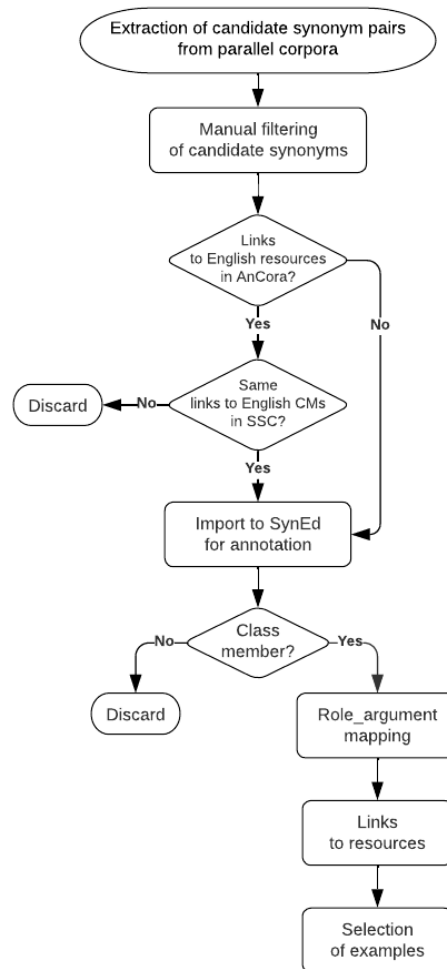 Extraction of candidate synonym pairs
from parallel corpora
Manual filtering
of candidate synonyms
Links
to English resources
in AnCora?
No
Yes
Same
links to English CMs
in SSC?
No
Discard
Yes
Import to SynEd
for annotation
Class
member?
No
Yes
Discard
Role_argument
mapping
Links
to resources
Selection
of examples